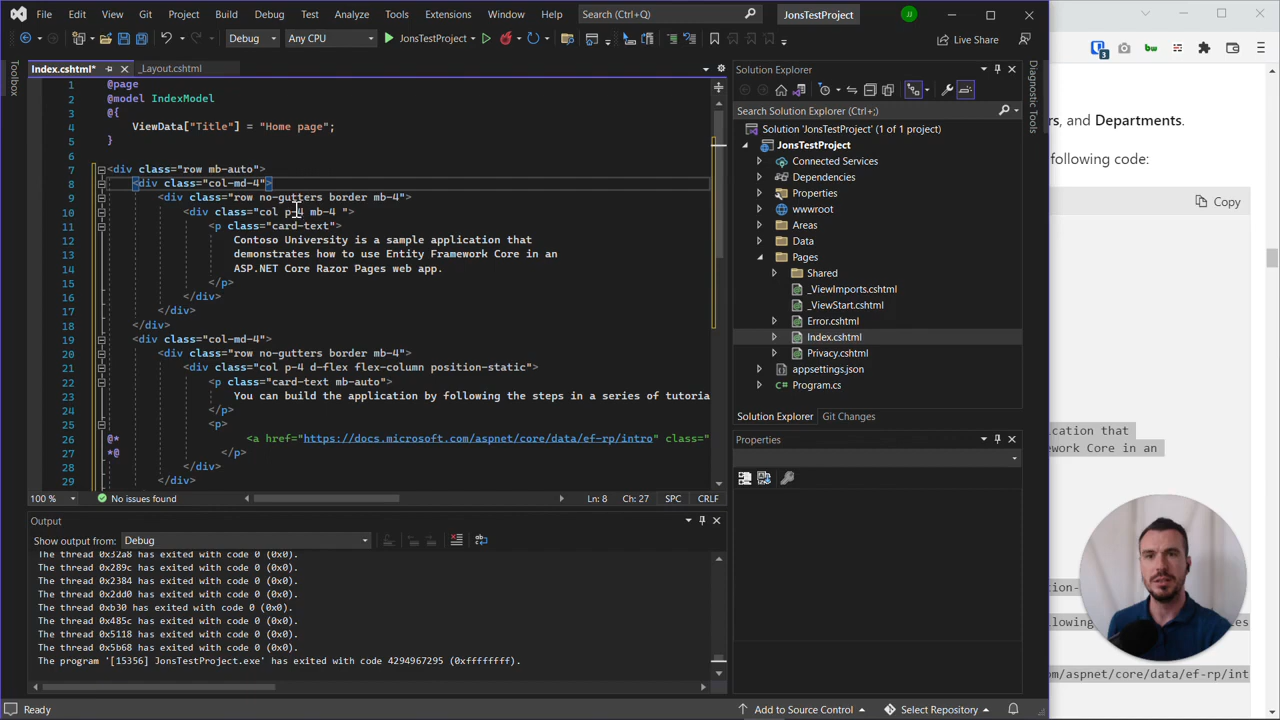 File Edit View Git Project Build Debug Test Analyze Tools Extensions Window Help Search (Ctrl+Q) JonsTestProject JJ
Debug Any CPU JonsTestProject Live Share
Toolbox
Index.cshtml* _Layout.cshtml
1 @page
2 @model IndexModel
3 @{
4 ViewData["Title"] = "Home page";
5 }
6
7 <div class="row mb-auto">
8 <div class="col-md-4">
9 <div class="row no-gutters border mb-4">
10 <div class="col p-4 mb-4 ">
11 <p class="card-text">
12 Contoso University is a sample application that
13 demonstrates how to use Entity Framework Core in an
14 ASP.NET Core Razor Pages web app.
15 </p>
16 </div>
17 </div>
18 </div>
19 <div class="col-md-4">
20 <div class="row no-gutters border mb-4">
21 <div class="col p-4 d-flex flex-column position-static">
22 <p class="card-text mb-auto">
23 You can build the application by following the steps in a series of tutoria
24 </p>
25 <p>
26 @* <a href="https://docs.microsoft.com/aspnet/core/data/ef-rp/intro" class="
27 *@ </p>
28 </div>
29 </div>
100 % No issues found Ln: 8 Ch: 27 SPC CRLF
Output
Show output from: Debug
The thread 0x32a8 has exited with code 0 (0x0).
The thread 0x289c has exited with code 0 (0x0).
The thread 0x2384 has exited with code 0 (0x0).
The thread 0x2dd0 has exited with code 0 (0x0).
The thread 0xb30 has exited with code 0 (0x0).
The thread 0x485c has exited with code 0 (0x0).
The thread 0x5118 has exited with code 0 (0x0).
The thread 0x5b68 has exited with code 0 (0x0).
The program '[15356] JonsTestProject.exe' has exited with code 4294967295 (0xffffffff).
Ready Add to Source Control Select Repository
Solution Explorer
Search Solution Explorer (Ctrl+;)
Solution 'JonsTestProject' (1 of 1 project)
JonsTestProject
Connected Services
Dependencies
Properties
wwwroot
Areas
Data
Pages
Shared
_ViewImports.cshtml
_ViewStart.cshtml
Error.cshtml
Index.cshtml
Privacy.cshtml
appsettings.json
Program.cs
Solution Explorer Git Changes
Properties
Diagnostic Tools
3 bw
s, and Departments.
following code:
Copy
cation that
ework Core in an
ion-
llowing
es
om/aspnet/core/data/ef-rp/int